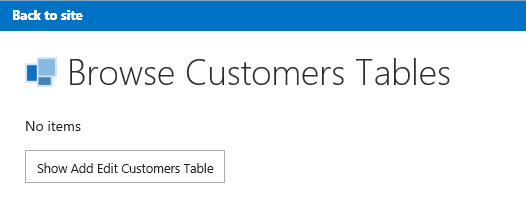 Back to site
Browse Customers Tables
No items
Show Add Edit Customers Table